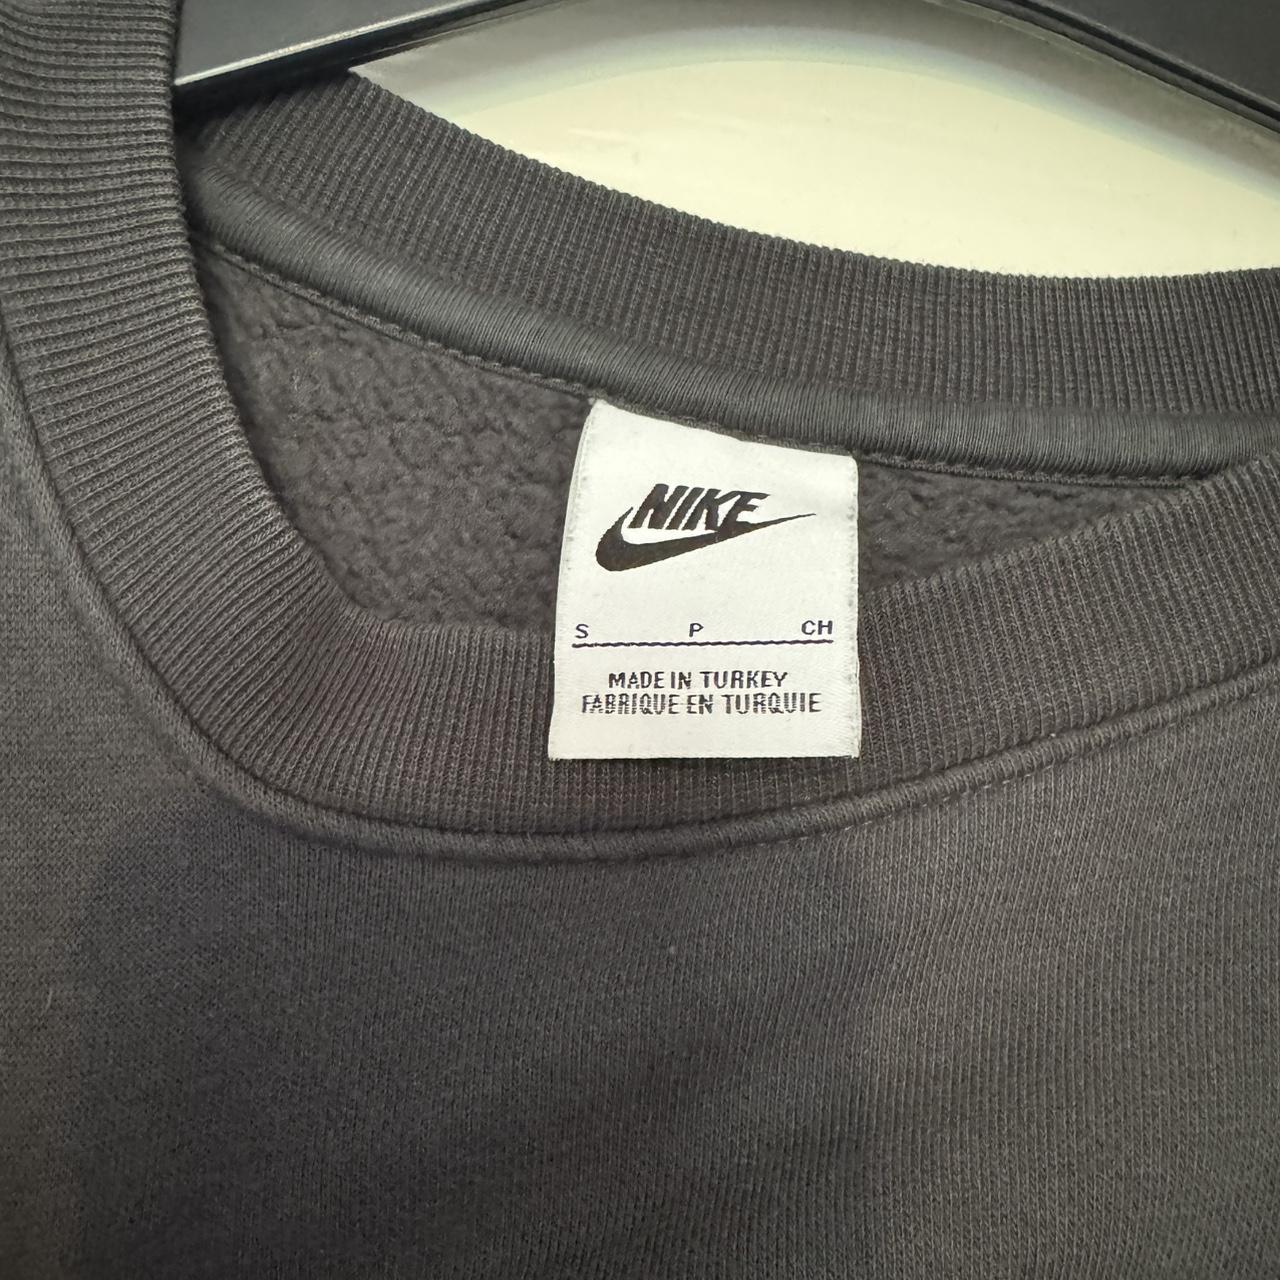 NIKE
S P CH
MADE IN TURKEY
FABRIQUE EN TURQUIE